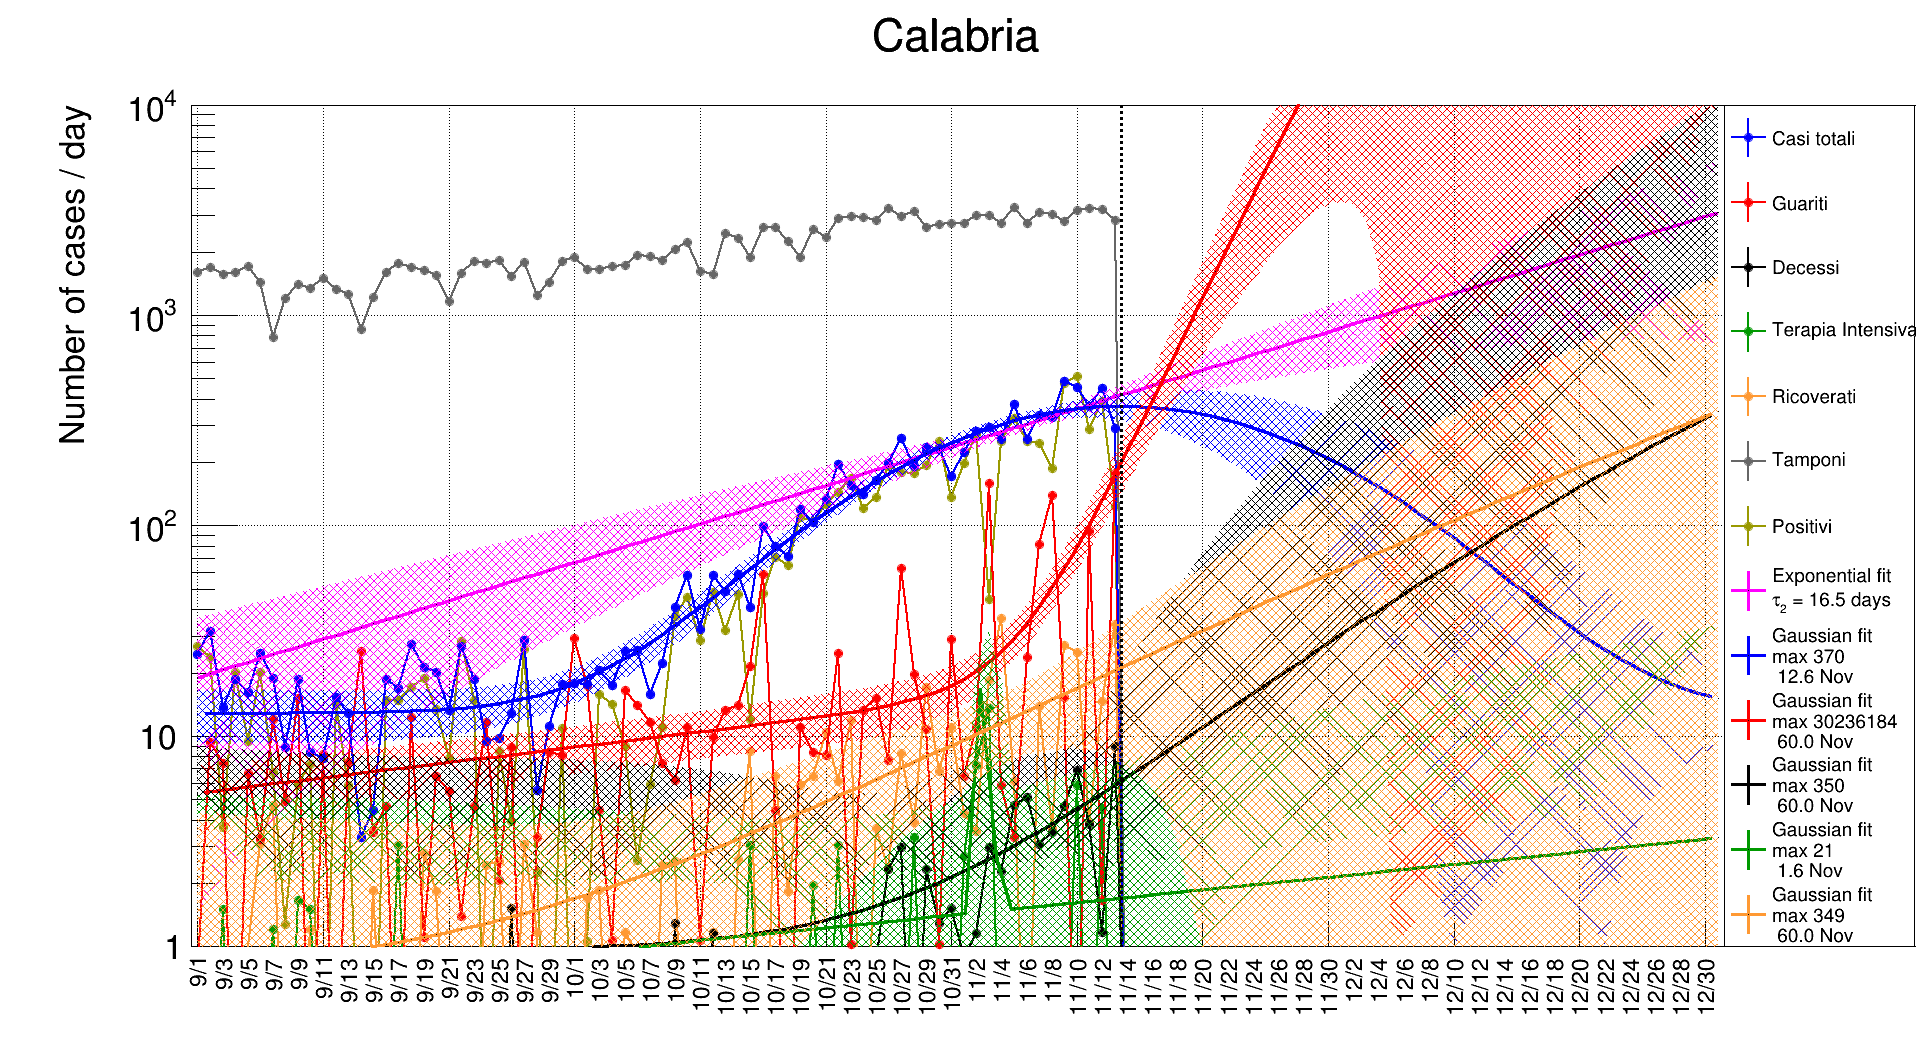 Calabria
Number of cases / day
10^4
10^3
10^2
10
1
9/1
9/3
9/5
9/7
9/9
9/11
9/13
9/15
9/17
9/19
9/21
9/23
9/25
9/27
9/29
10/1
10/3
10/5
10/7
10/9
10/11
10/13
10/15
10/17
10/19
10/21
10/23
10/25
10/27
10/29
10/31
11/2
11/4
11/6
11/8
11/10
11/12
11/14
11/16
11/18
11/20
11/22
11/24
11/26
11/28
11/30
12/2
12/4
12/6
12/8
12/10
12/12
12/14
12/16
12/18
12/20
12/22
12/24
12/26
12/28
12/30
Casi totali
Guariti
Decessi
Terapia Intensiva
Ricoverati
Tamponi
Positivi
Exponential fit
τ₂ = 16.5 days
Gaussian fit
max 370
12.6 Nov
Gaussian fit
max 30236184
60.0 Nov
Gaussian fit
max 350
60.0 Nov
Gaussian fit
max 21
1.6 Nov
Gaussian fit
max 349
60.0 Nov